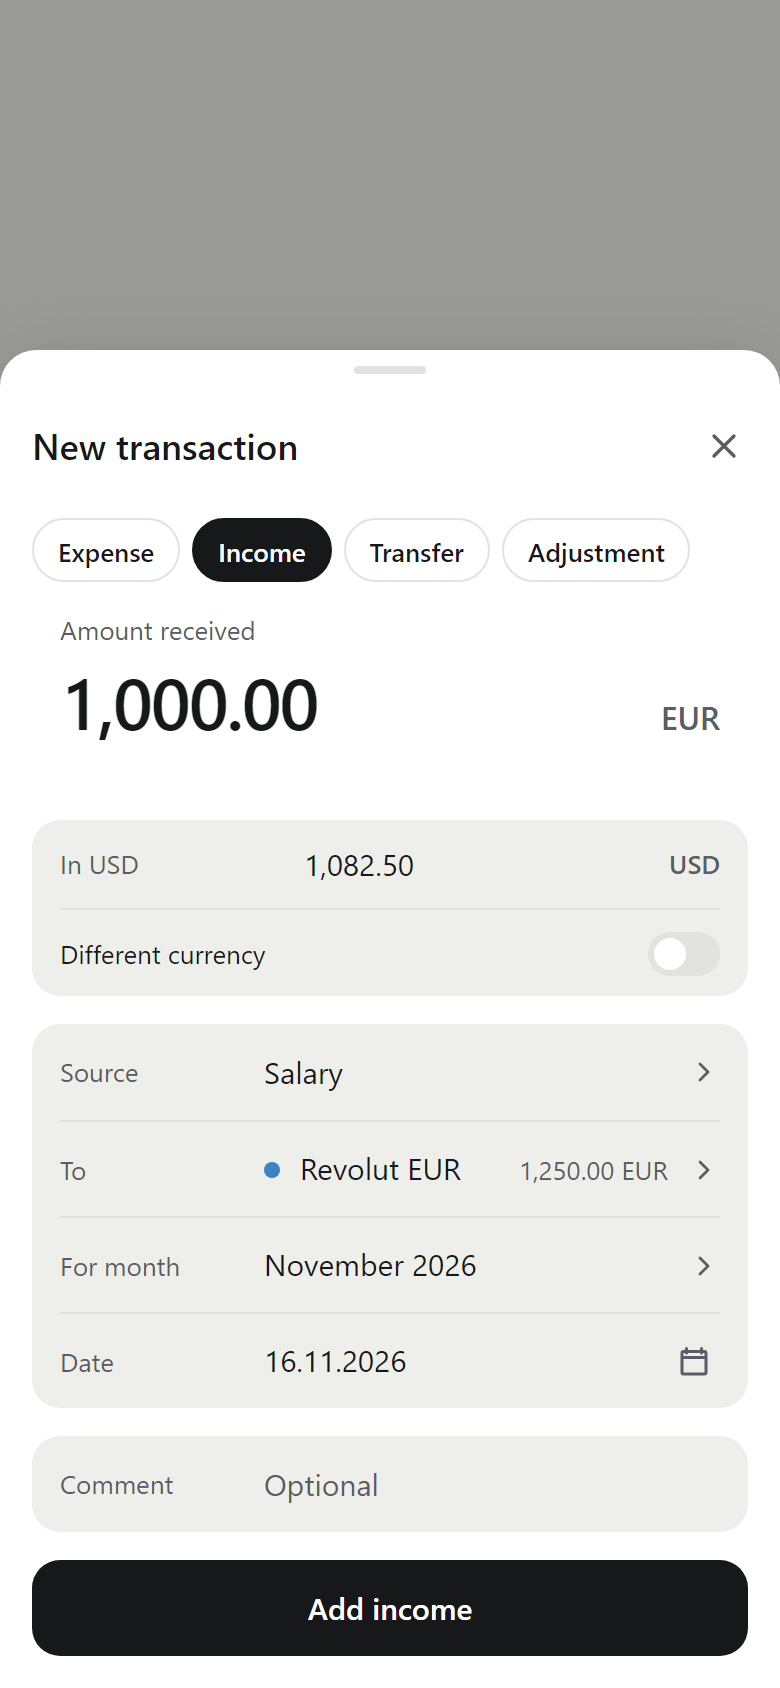 New transaction
Expense Income Transfer Adjustment
Amount received
1,000.00 EUR
In USD 1,082.50 USD
Different currency
Source Salary
To Revolut EUR 1,250.00 EUR
For month November 2026
Date 16.11.2026
Comment Optional
Add income